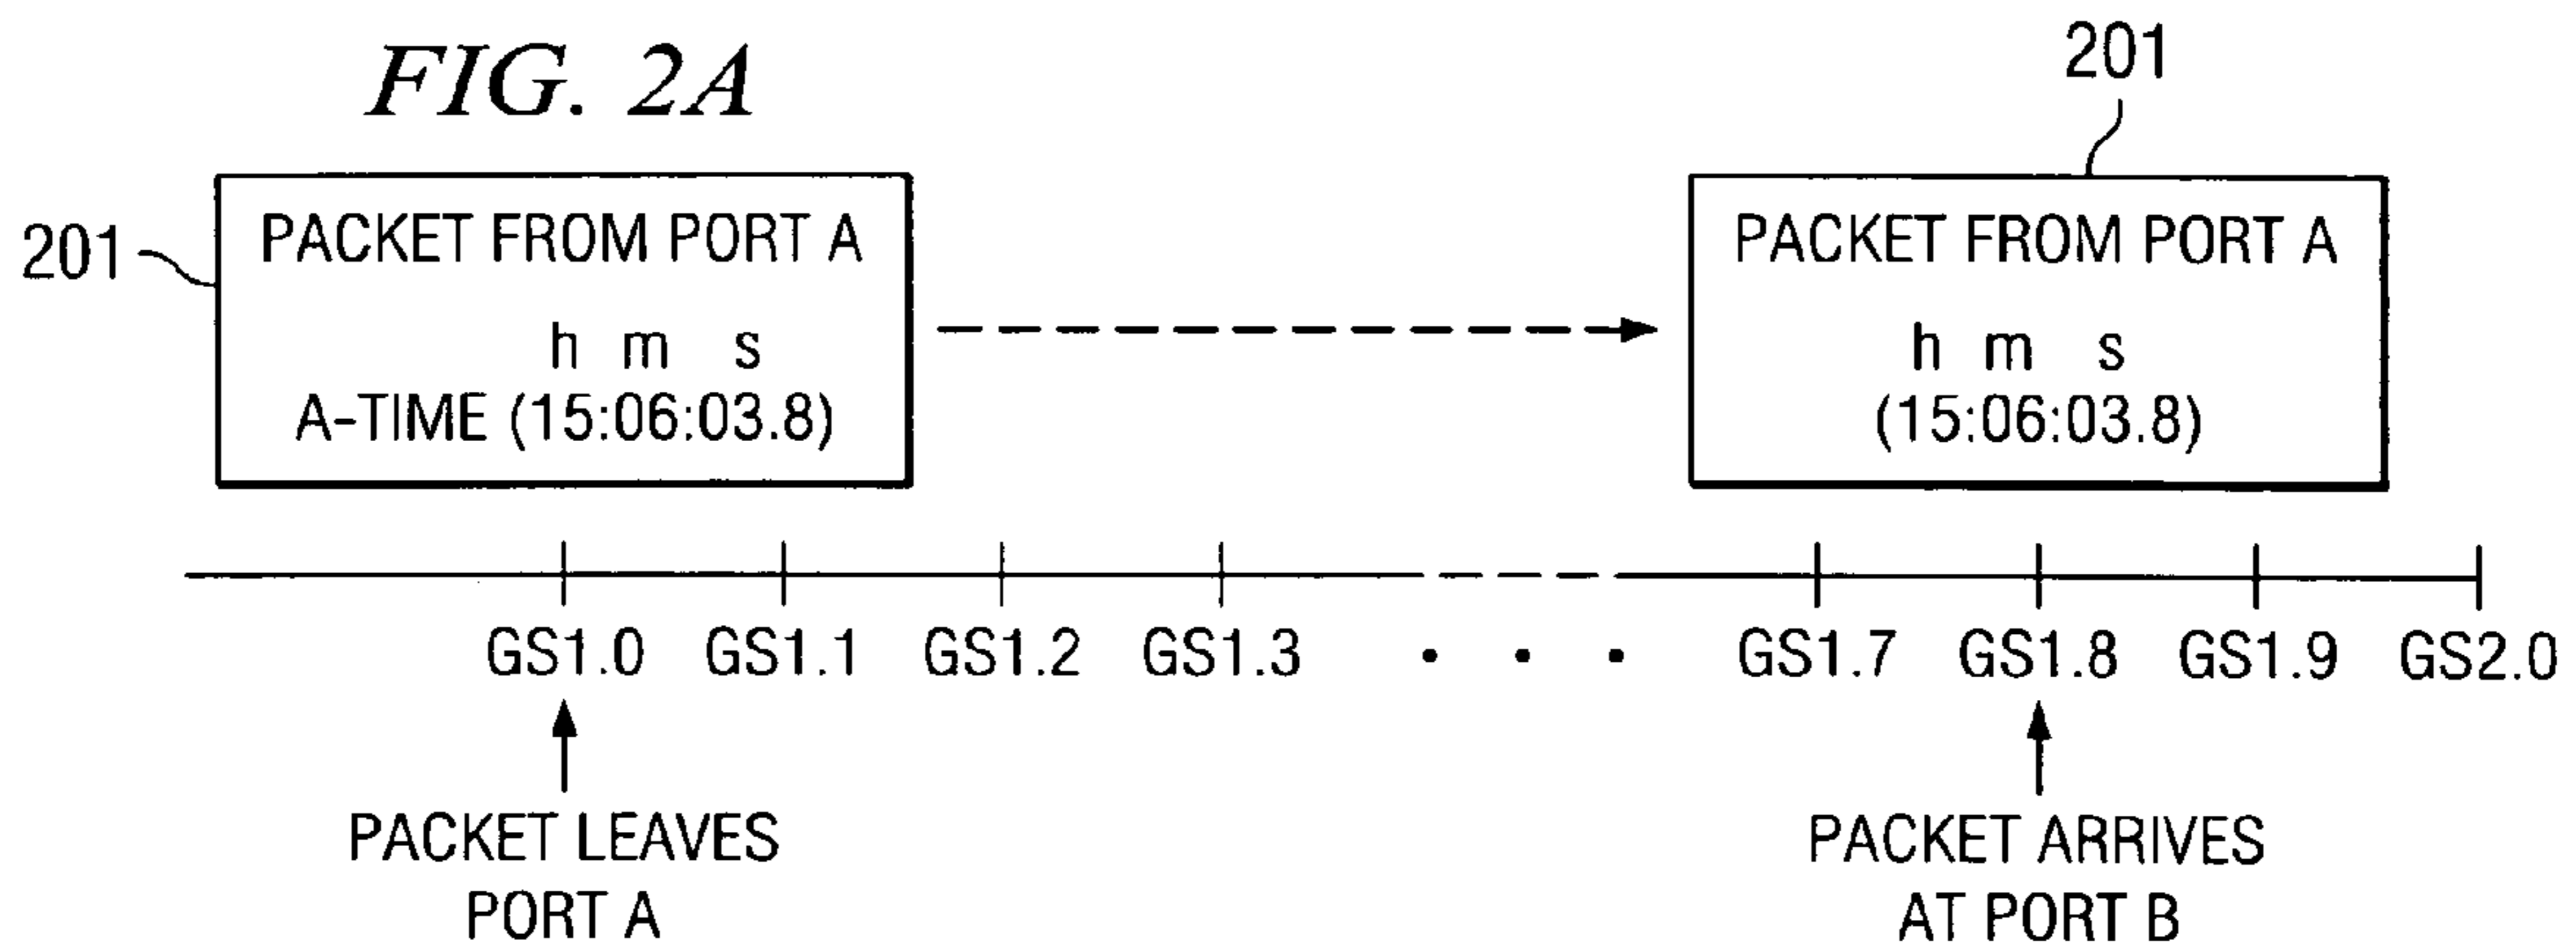 FIG. 2A
201
201
PACKET FROM PORT A
h m s
A-TIME (15:06:03.8)
PACKET FROM PORT A
h m s
(15:06:03.8)
GS1.0 GS1.1 GS1.2 GS1.3 . . . GS1.7 GS1.8 GS1.9 GS2.0
PACKET LEAVES
PORT A
PACKET ARRIVES
AT PORT B